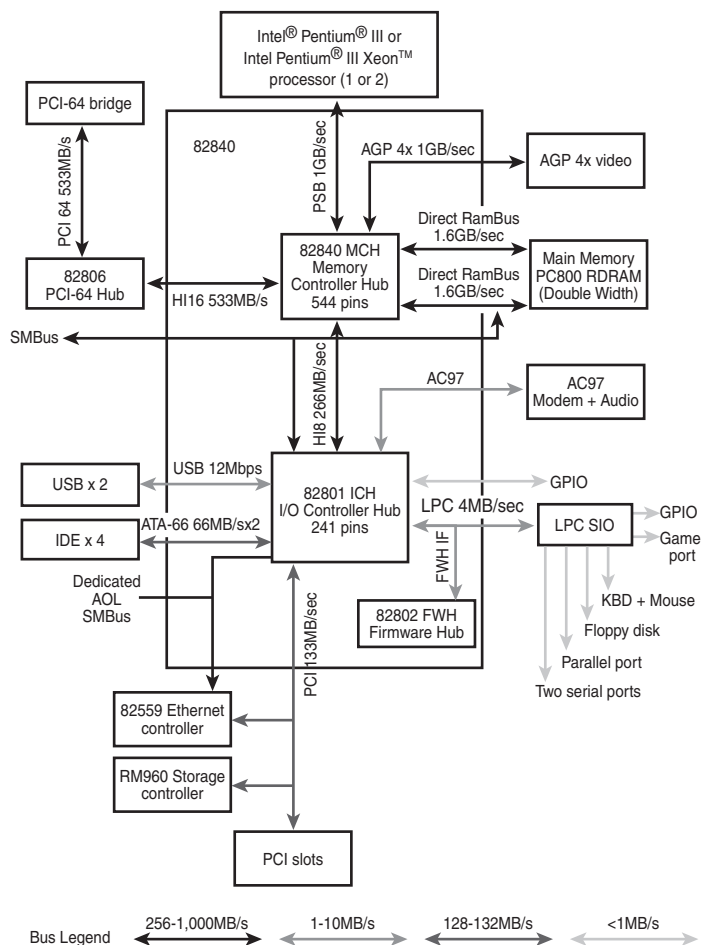 Intel® Pentium® III or
Intel Pentium® III Xeon™
processor (1 or 2)
PCI-64 bridge
82840
PCI 64 533MB/s
PSB 1GB/sec
AGP 4x 1GB/sec
AGP 4x video
82806
PCI-64 Hub
HI16 533MB/s
82840 MCH
Memory
Controller Hub
544 pins
Direct RamBus
1.6GB/sec
Direct RamBus
1.6GB/sec
Main Memory
PC800 RDRAM
(Double Width)
SMBus
HI8 266MB/sec
AC97
AC97
Modem + Audio
USB x 2
USB 12Mbps
82801 ICH
I/O Controller Hub
241 pins
GPIO
IDE x 4
ATA-66 66MB/sx2
LPC 4MB/sec
LPC SIO
GPIO
Game
port
Dedicated
AOL
SMBus
FWH IF
82802 FWH
Firmware Hub
KBD + Mouse
Floppy disk
Parallel port
Two serial ports
PCI 133MB/sec
82559 Ethernet
controller
RM960 Storage
controller
PCI slots
Bus Legend
256-1,000MB/s
1-10MB/s
128-132MB/s
<1MB/s